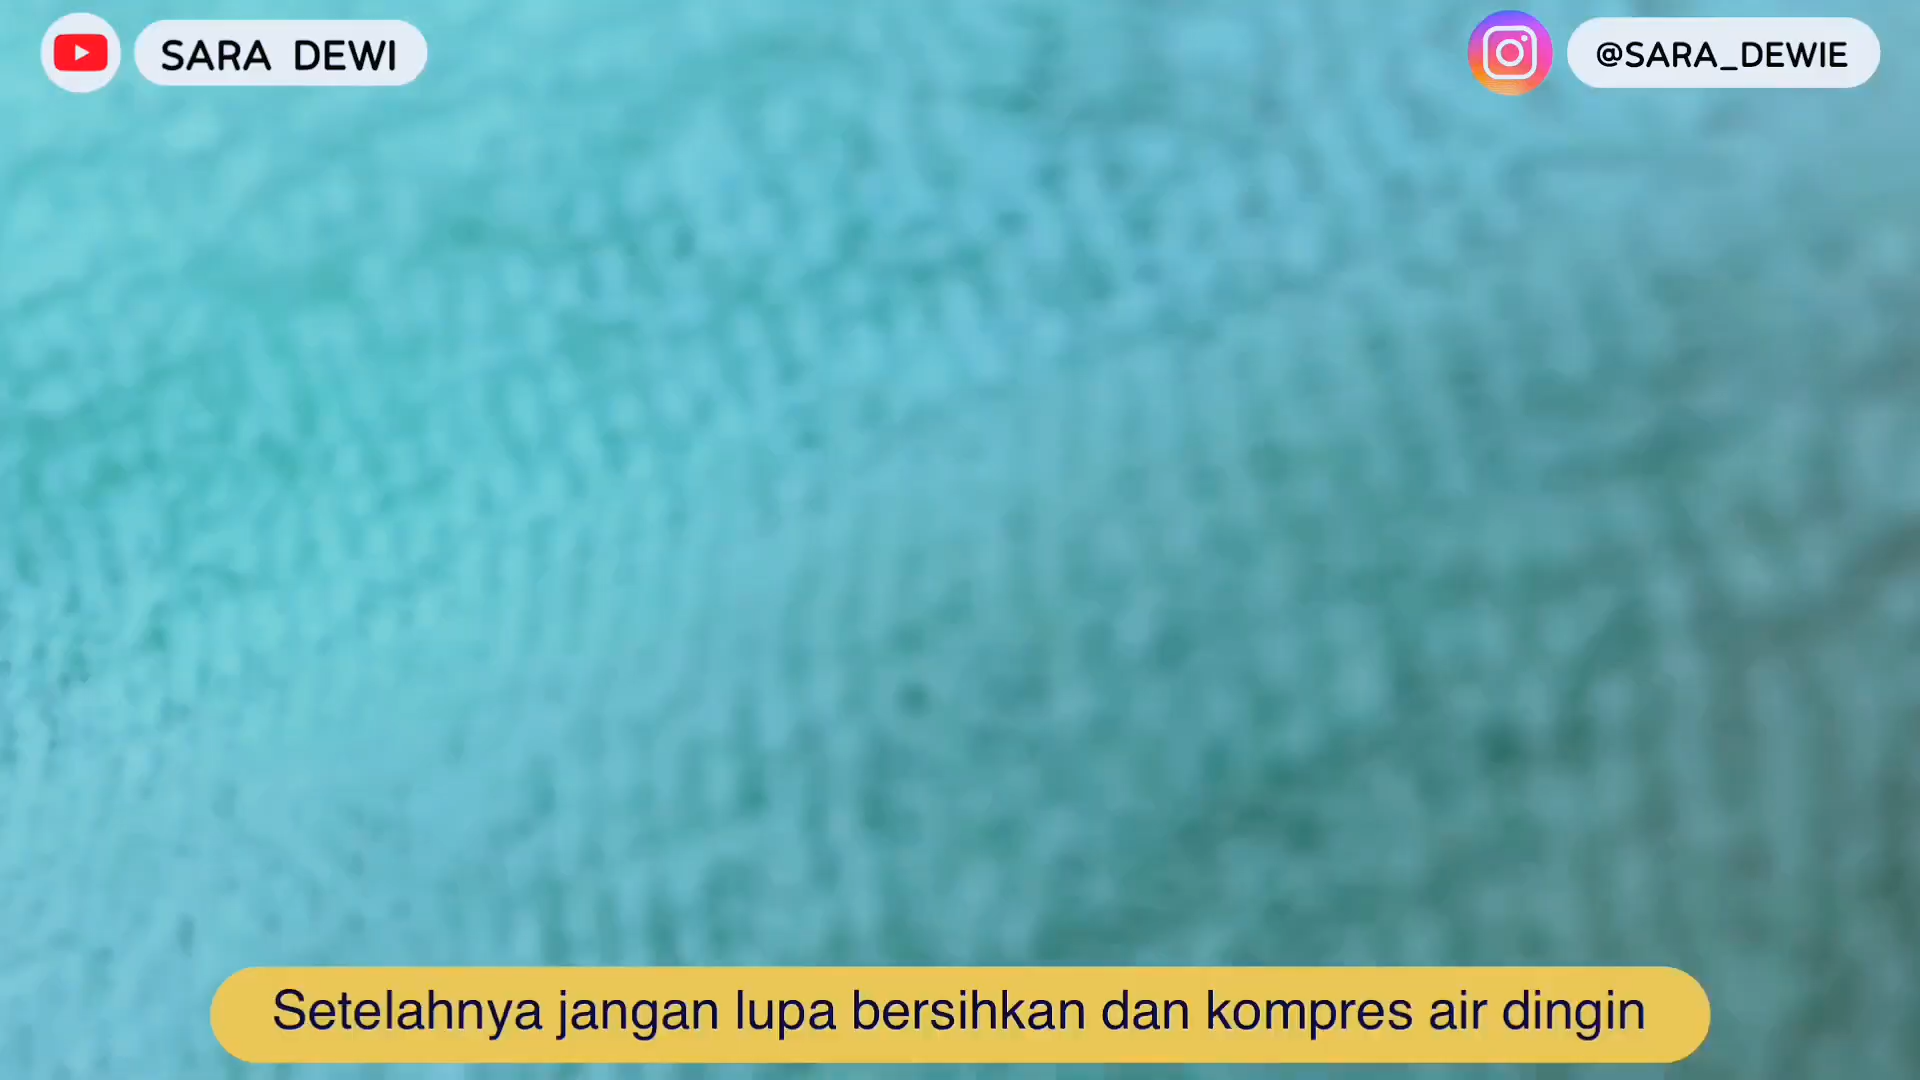 SARA DEWI
@SARA_DEWIE
Setelahnya jangan lupa bersihkan dan kompres air dingin